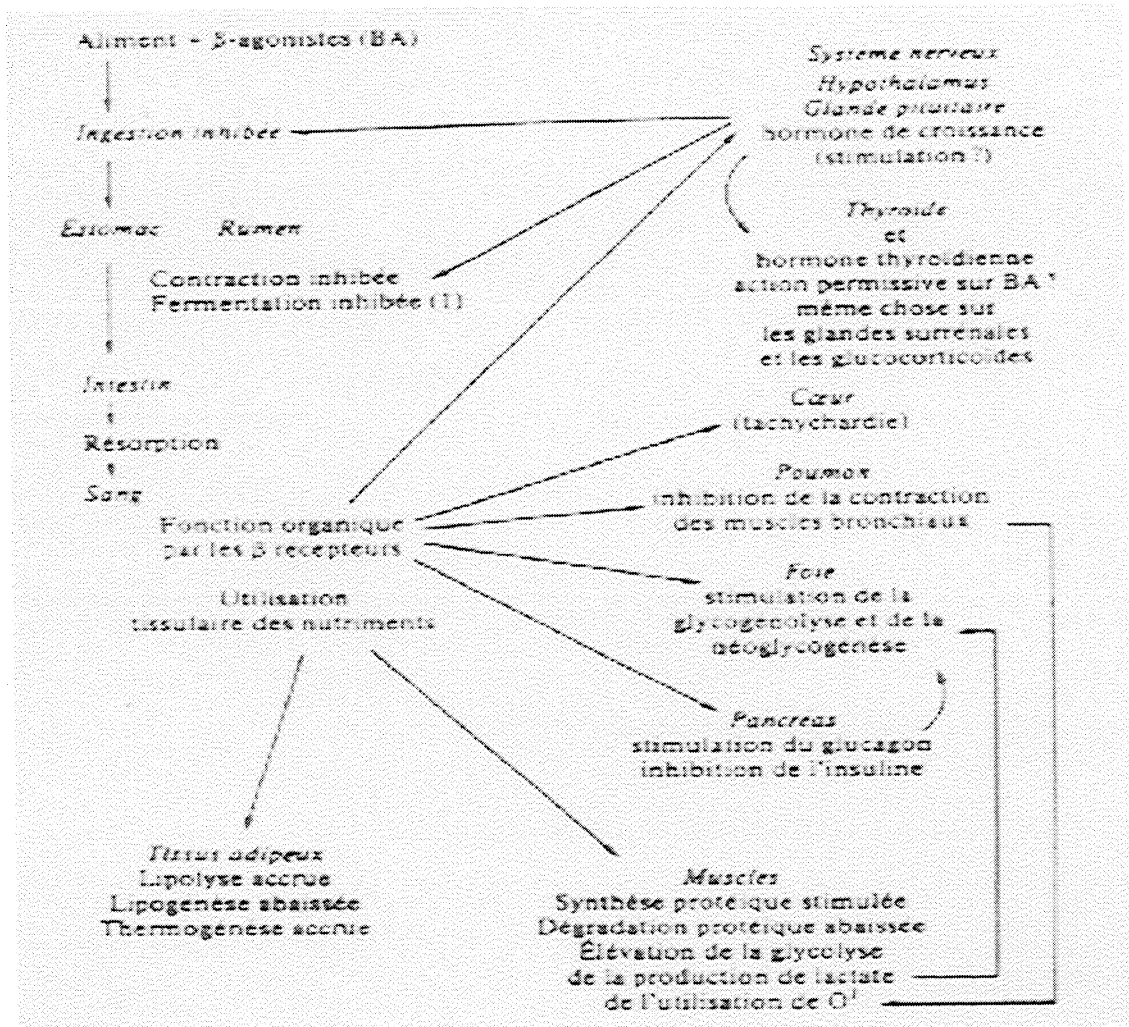 Aliment + β-agonistes (BA)
Ingestion inhibée
Estomac Rumen
Contraction inhibée
Fermentation inhibée (1)
Intestin
Résorption
Sang
Fonction organique
par les β récepteurs
Utilisation
tissulaire des nutriments
Tissus adipeux
Lipolyse accrue
Lipogenèse abaissée
Thermogenèse accrue
Système nerveux
Hypothalamus
Glande pituitaire
hormone de croissance
(stimulation ?)
Thyroïde
et
hormone thyroïdienne
action permissive sur BA
même chose sur
les glandes surrénales
et les glucocorticoïdes
Cœur
(tachychardie)
Poumon
inhibition de la contraction
des muscles bronchiaux
Foie
stimulation de la
glycogenolyse et de la
néoglycogenèse
Pancreas
stimulation du glucagon
inhibition de l'insuline
Muscles
Synthèse protéique stimulée
Dégradation protéique abaissée
Élévation de la glycolyse
de la production de lactate
de l'utilisation de